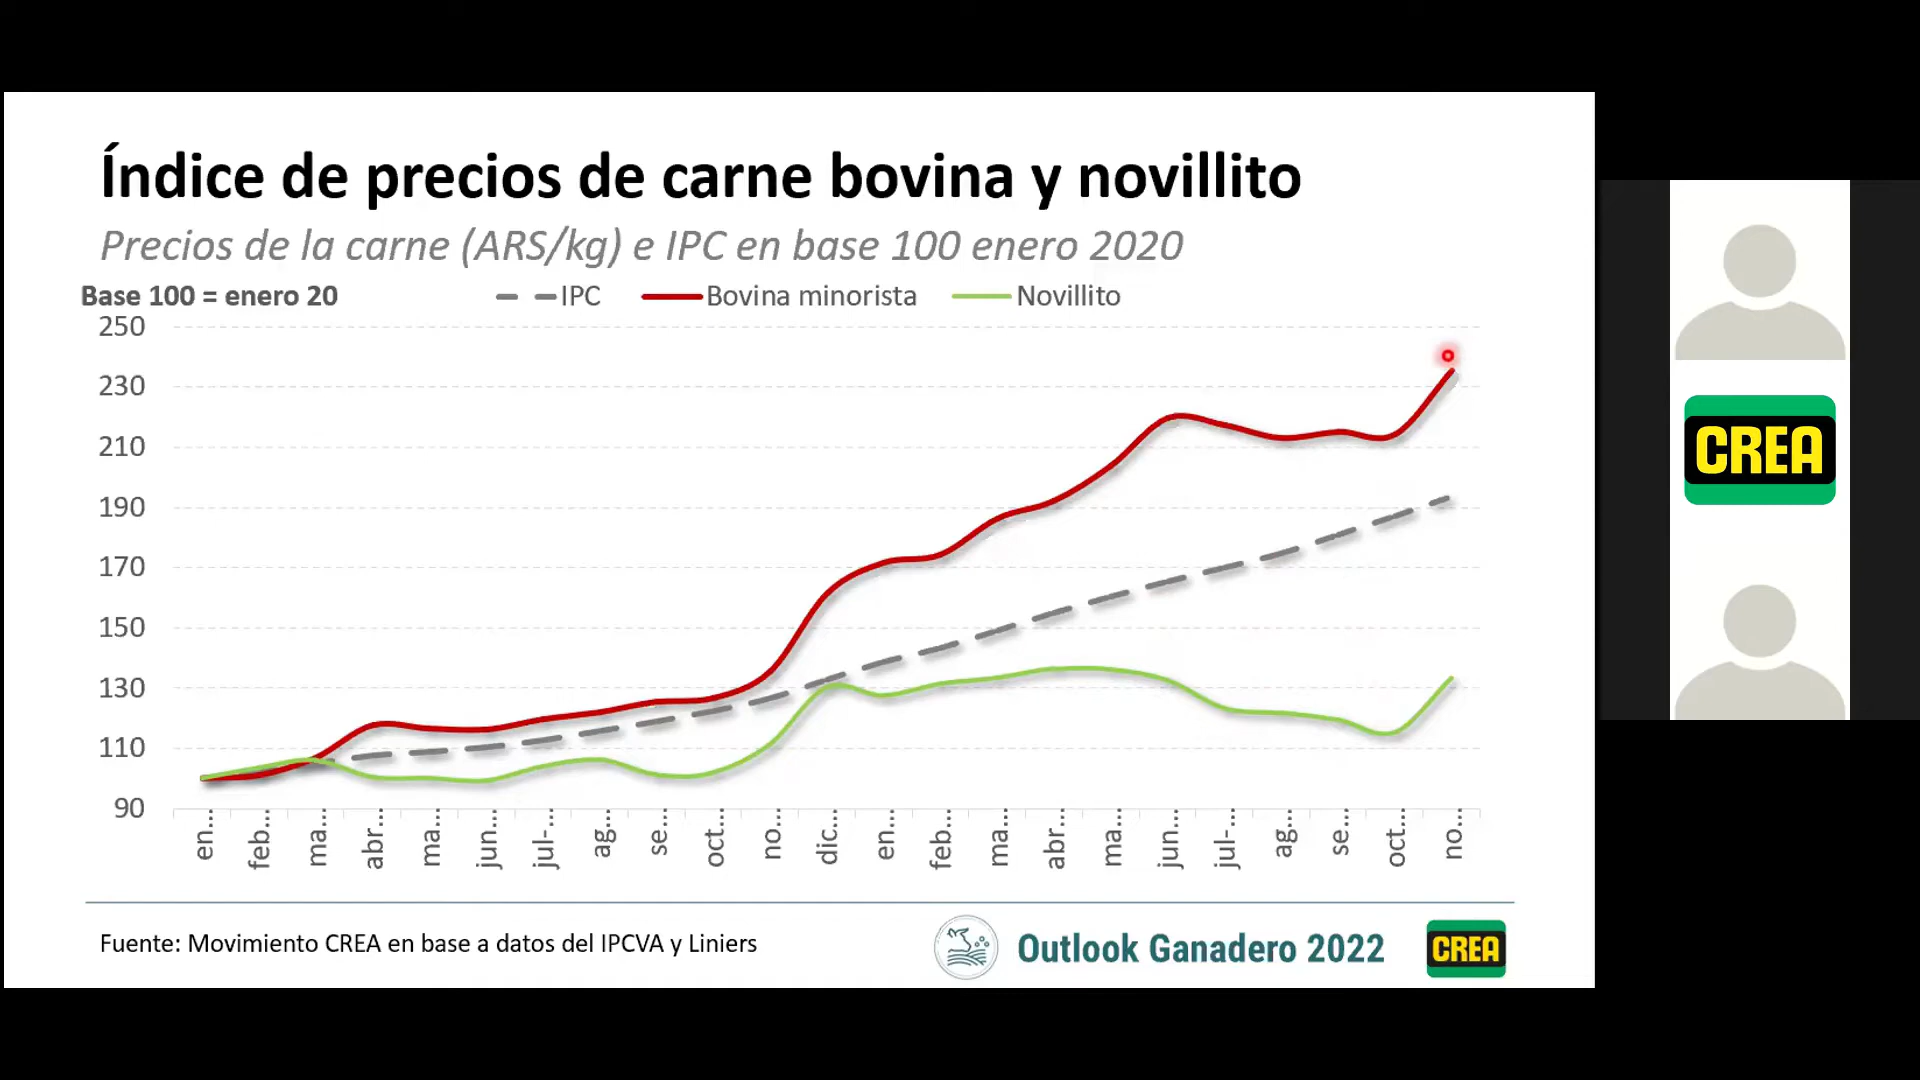 Índice de precios de carne bovina y novillito
Precios de la carne (ARS/kg) e IPC en base 100 enero 2020
Base 100 = enero 20
IPC
Bovina minorista
Novillito
250
230
210
190
170
150
130
110
90
en...
feb...
ma...
abr...
ma...
jun...
jul-...
ag...
se...
oct...
no...
dic...
en...
feb...
ma...
abr...
ma...
jun...
jul-...
ag...
se...
oct...
no...
Fuente: Movimiento CREA en base a datos del IPCVA y Liniers
Outlook Ganadero 2022
CREA
CREA